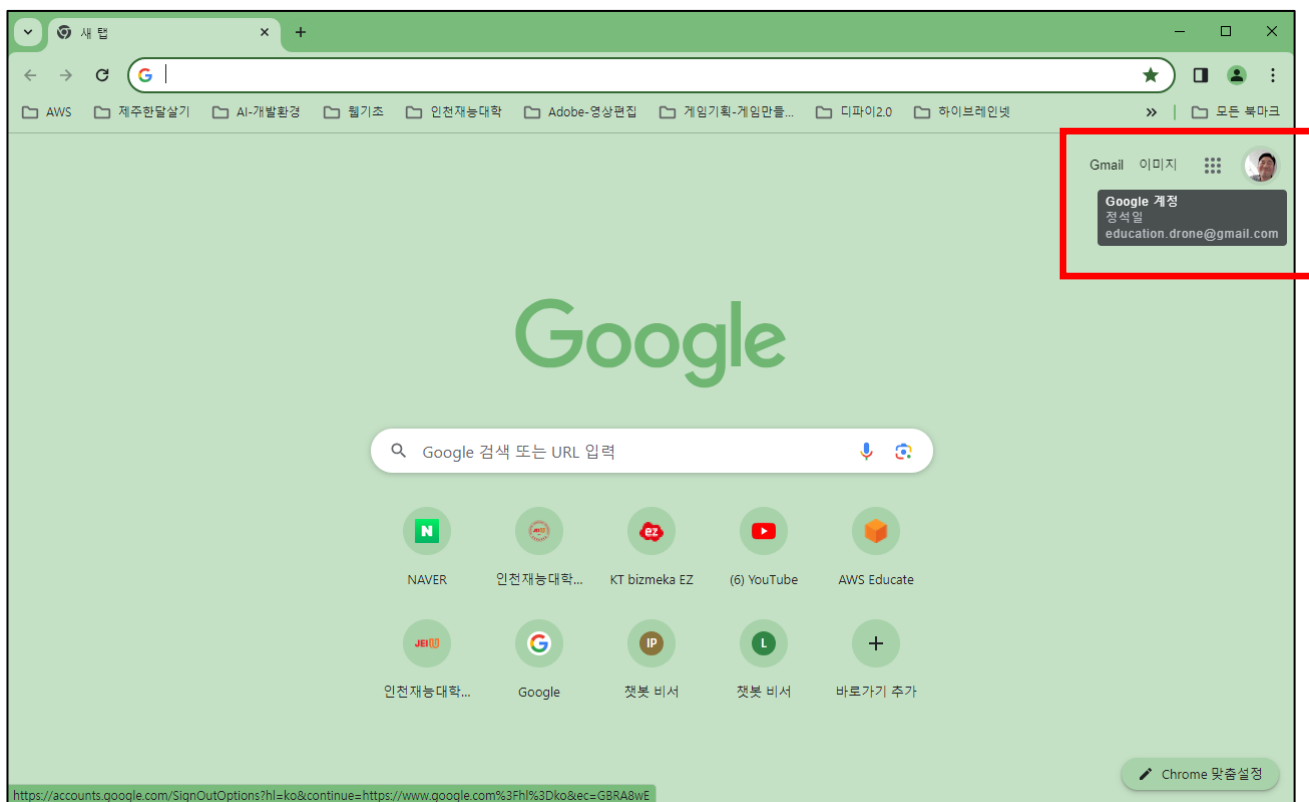 새 탭
AWS 제주한달살기 AI-개발환경 웹기초 인천재능대학 Adobe-영상편집 게임기획-게임만들... 디파이2.0 하이브레인넷 » 모든 북마크
Gmail 이미지
Google 계정
정석일
education.drone@gmail.com
Google
Google 검색 또는 URL 입력
NAVER 인천재능대학... KT bizmeka EZ (6) YouTube AWS Educate
인천재능대학... Google 챗봇 비서 챗봇 비서 바로가기 추가
Chrome 맞춤설정
https://accounts.google.com/SignOutOptions?hl=ko&continue=https://www.google.com%3Fhl%3Dko&ec=GBRA8wE